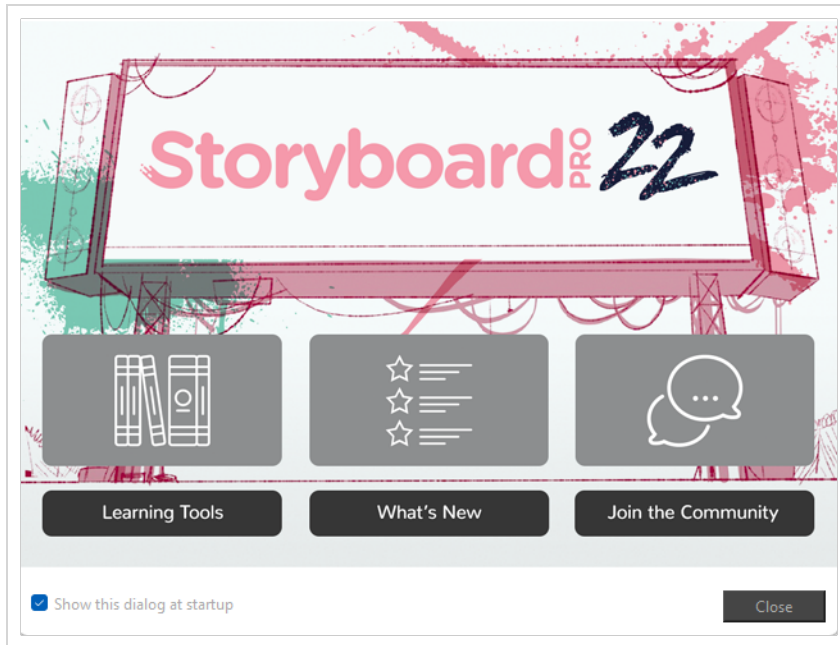 Storyboard PRO 22
Learning Tools
What's New
Join the Community
Show this dialog at startup
Close